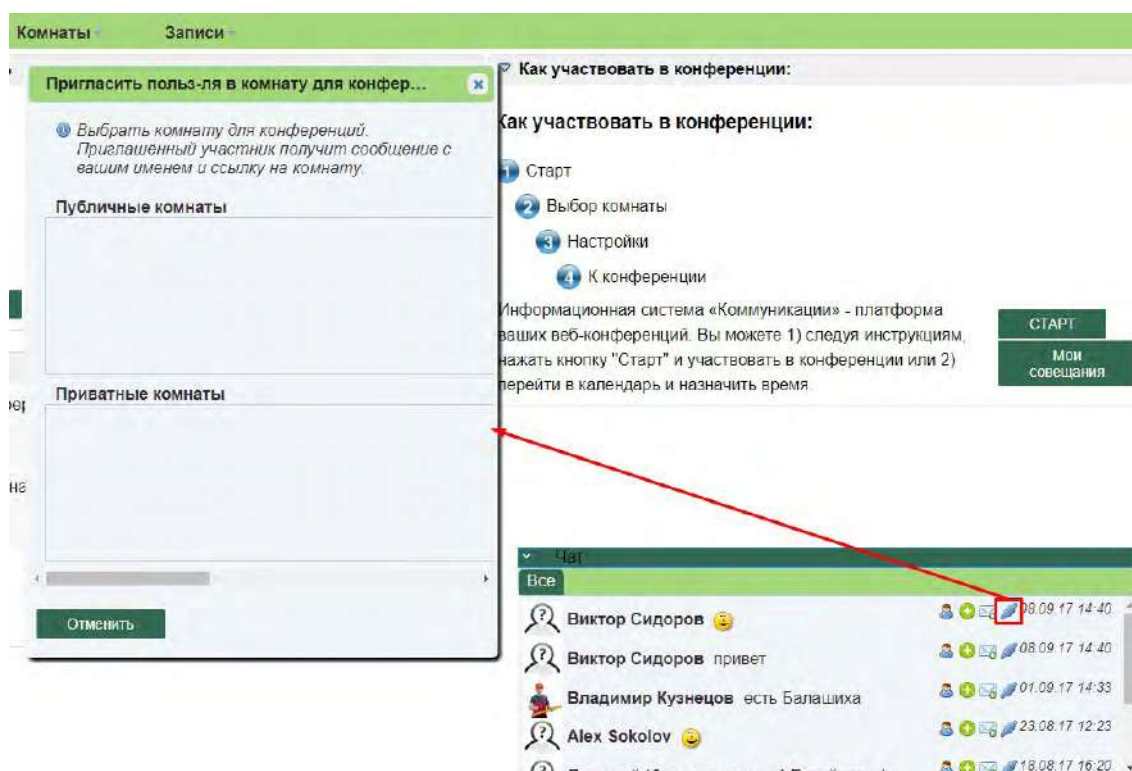 Комнаты
Записи
Пригласить польз-ля в комнату для конфер...
Выбрать комнату для конференций.
Приглашенный участник получит сообщение с
вашим именем и ссылку на комнату.
Публичные комнаты
Приватные комнаты
Отменить
Как участвовать в конференции:
Как участвовать в конференции:
1 Старт
2 Выбор комнаты
3 Настройки
4 К конференции
Информационная система «Коммуникации» - платформа
ваших веб-конференций. Вы можете 1) следуя инструкциям,
нажать кнопку "Старт" и участвовать в конференции или 2)
перейти в календарь и назначить время
СТАРТ
Мои
совещания
Чат
Все
Виктор Сидоров 08.09.17 14:40
Виктор Сидоров привет 08.09.17 14:40
Владимир Кузнецов есть Балашиха 01.09.17 14:33
Alex Sokolov 23.08.17 12:23
18.08.17 16:20